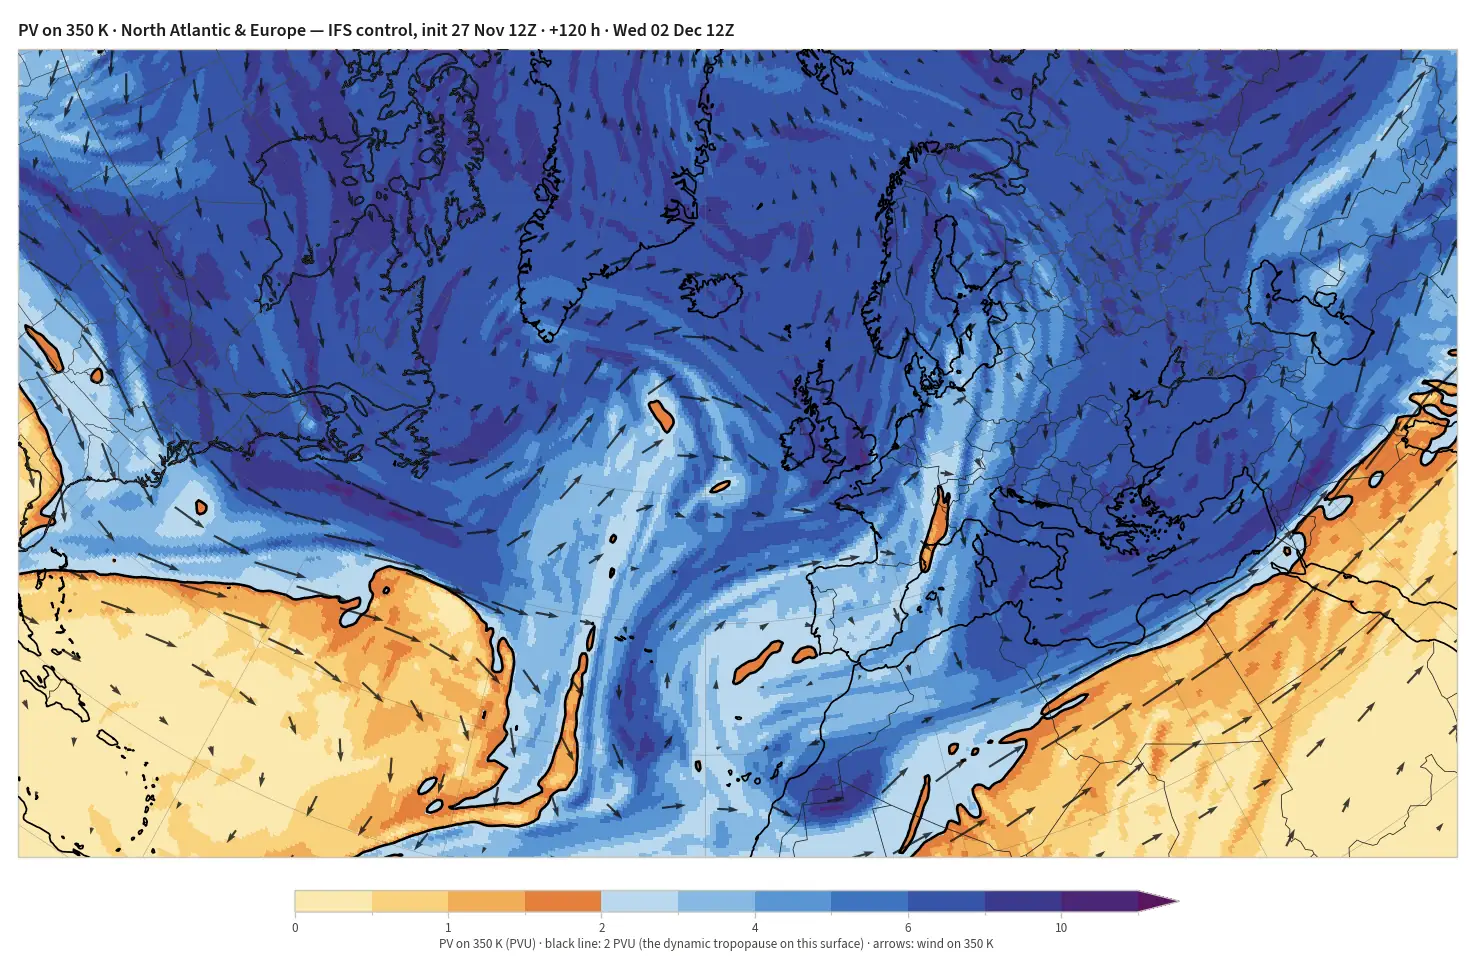 PV on 350 K · North Atlantic & Europe — IFS control, init 27 Nov 12Z · +120 h · Wed 02 Dec 12Z
0 1 2 4 6 10
PV on 350 K (PVU) · black line: 2 PVU (the dynamic tropopause on this surface) · arrows: wind on 350 K